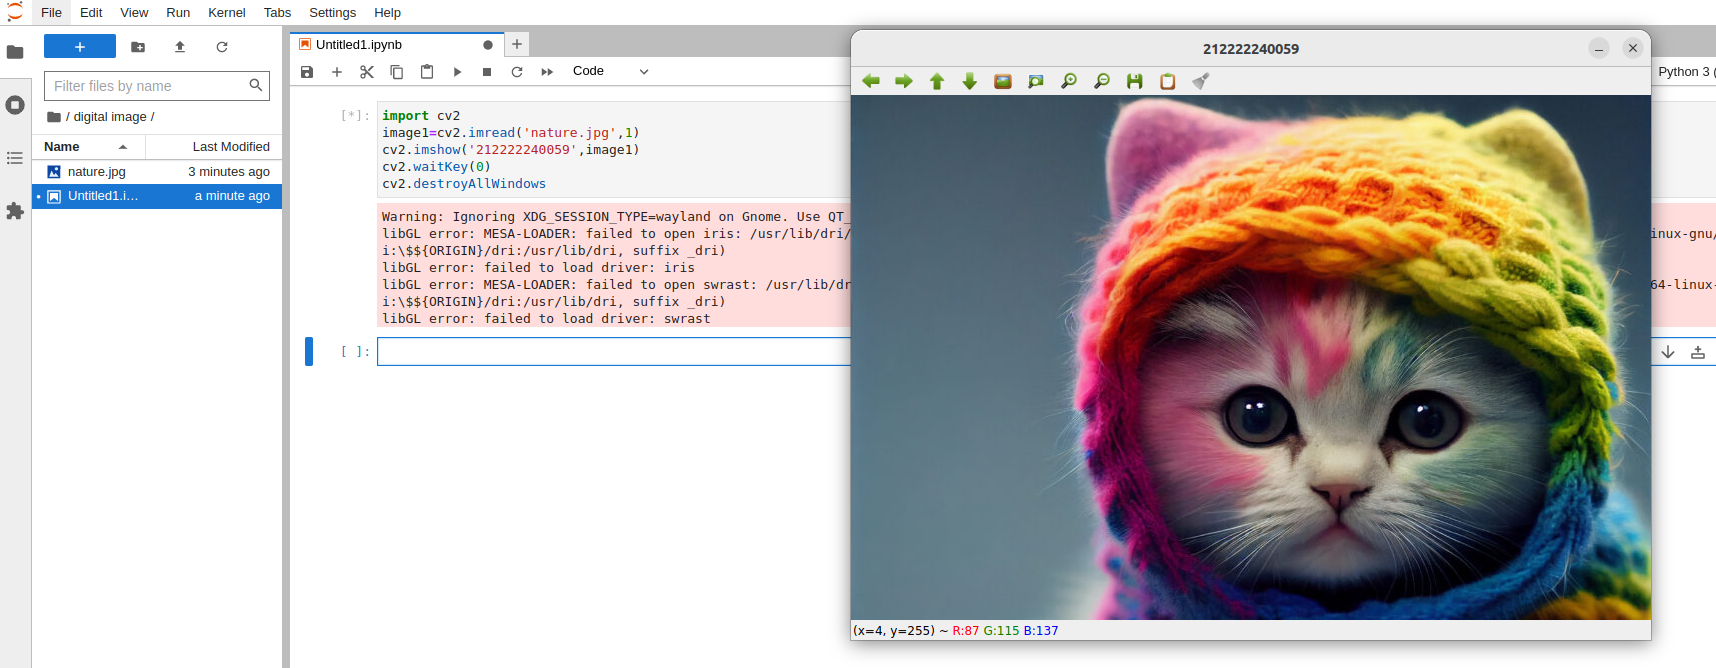 File Edit View Run Kernel Tabs Settings Help
Untitled1.ipynb
212222240059
Code
Python 3 (
Filter files by name
/ digital image /
Name Last Modified
nature.jpg 3 minutes ago
Untitled1.i… a minute ago
[*]:
import cv2
image1=cv2.imread('nature.jpg',1)
cv2.imshow('212222240059',image1)
cv2.waitKey(0)
cv2.destroyAllWindows
Warning: Ignoring XDG_SESSION_TYPE=wayland on Gnome. Use QT_
libGL error: MESA-LOADER: failed to open iris: /usr/lib/dri/ inux-gnu/
i:\$${ORIGIN}/dri:/usr/lib/dri, suffix _dri)
libGL error: failed to load driver: iris
libGL error: MESA-LOADER: failed to open swrast: /usr/lib/dr 64-linux-
i:\$${ORIGIN}/dri:/usr/lib/dri, suffix _dri)
libGL error: failed to load driver: swrast
[ ]:
(x=4, y=255) ~ R:87 G:115 B:137